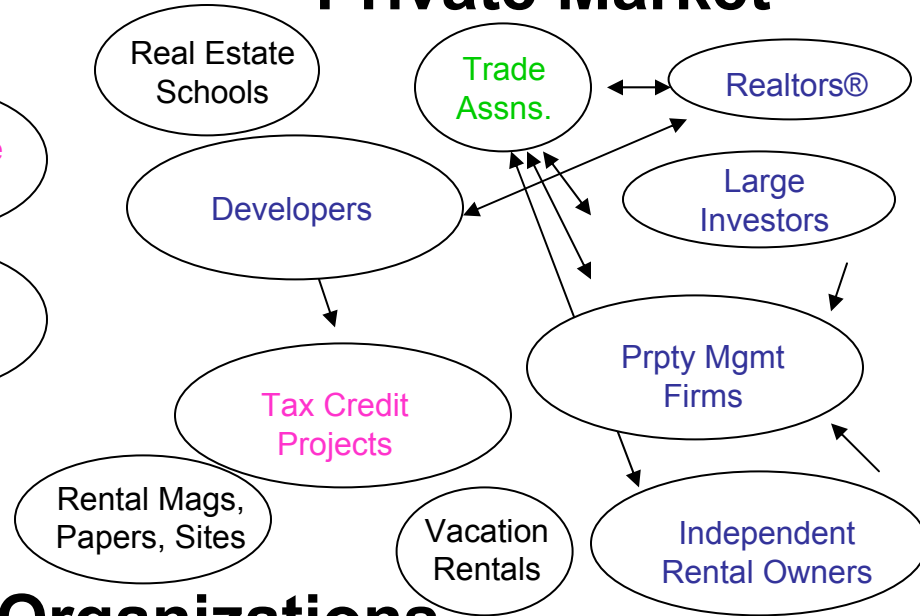 Private Market
Real Estate
Schools
Trade
Assns.
Realtors®
Developers
Large
Investors
Prpty Mgmt
Firms
Tax Credit
Projects
Rental Mags,
Papers, Sites
Vacation
Rentals
Independent
Rental Owners
Organizations